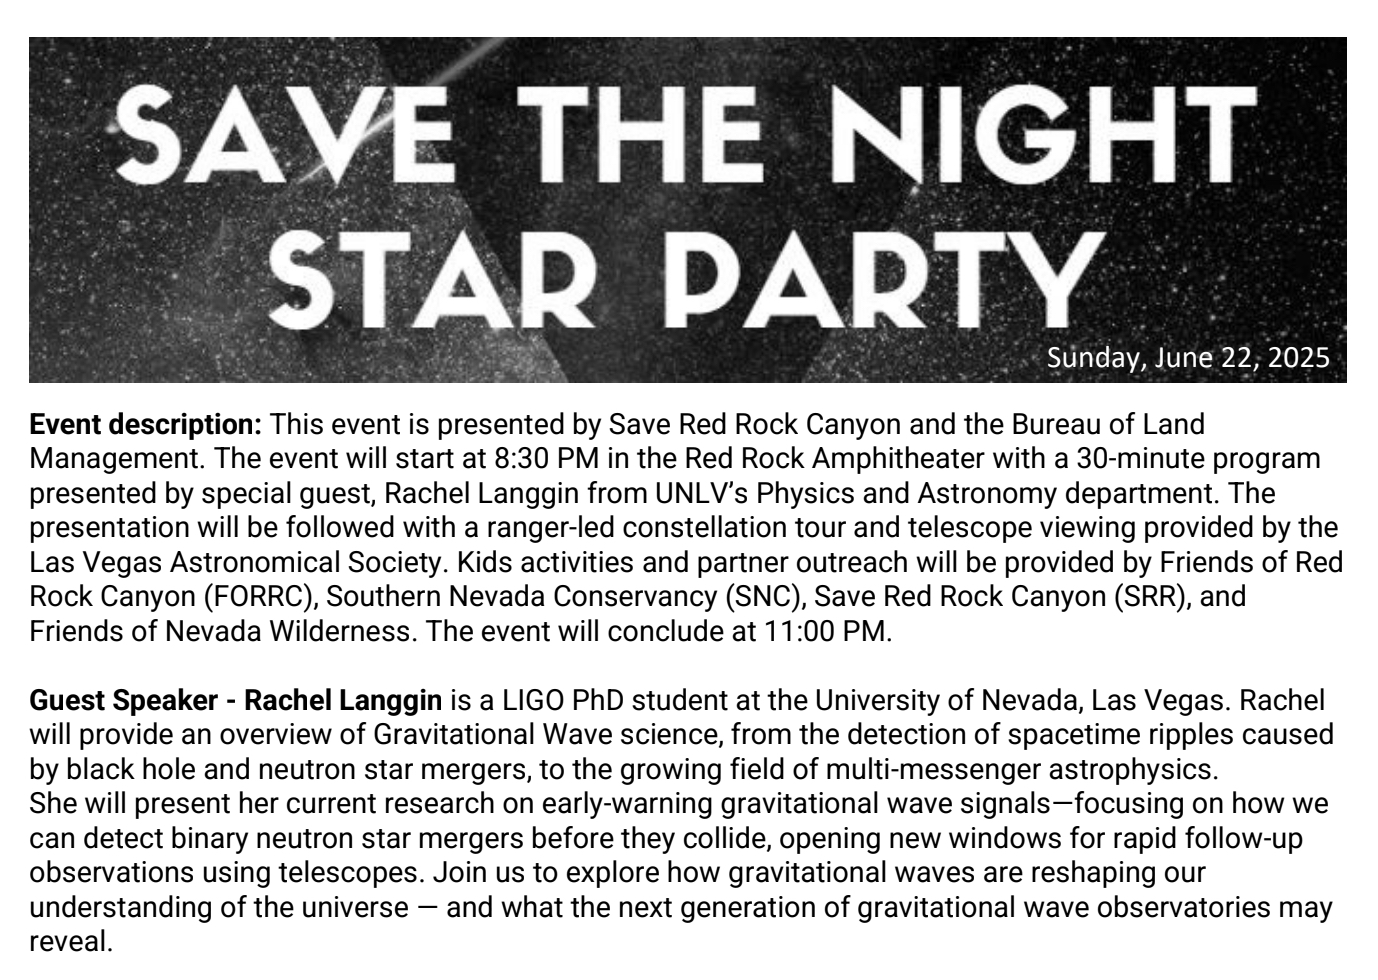 SAVE THE NIGHT
STAR PARTY
Sunday, June 22, 2025
Event description: This event is presented by Save Red Rock Canyon and the Bureau of Land
Management. The event will start at 8:30 PM in the Red Rock Amphitheater with a 30-minute program
presented by special guest, Rachel Langgin from UNLV’s Physics and Astronomy department. The
presentation will be followed with a ranger-led constellation tour and telescope viewing provided by the
Las Vegas Astronomical Society. Kids activities and partner outreach will be provided by Friends of Red
Rock Canyon (FORRC), Southern Nevada Conservancy (SNC), Save Red Rock Canyon (SRR), and
Friends of Nevada Wilderness. The event will conclude at 11:00 PM.
Guest Speaker - Rachel Langgin is a LIGO PhD student at the University of Nevada, Las Vegas. Rachel
will provide an overview of Gravitational Wave science, from the detection of spacetime ripples caused
by black hole and neutron star mergers, to the growing field of multi-messenger astrophysics.
She will present her current research on early-warning gravitational wave signals—focusing on how we
can detect binary neutron star mergers before they collide, opening new windows for rapid follow-up
observations using telescopes. Join us to explore how gravitational waves are reshaping our
understanding of the universe — and what the next generation of gravitational wave observatories may
reveal.